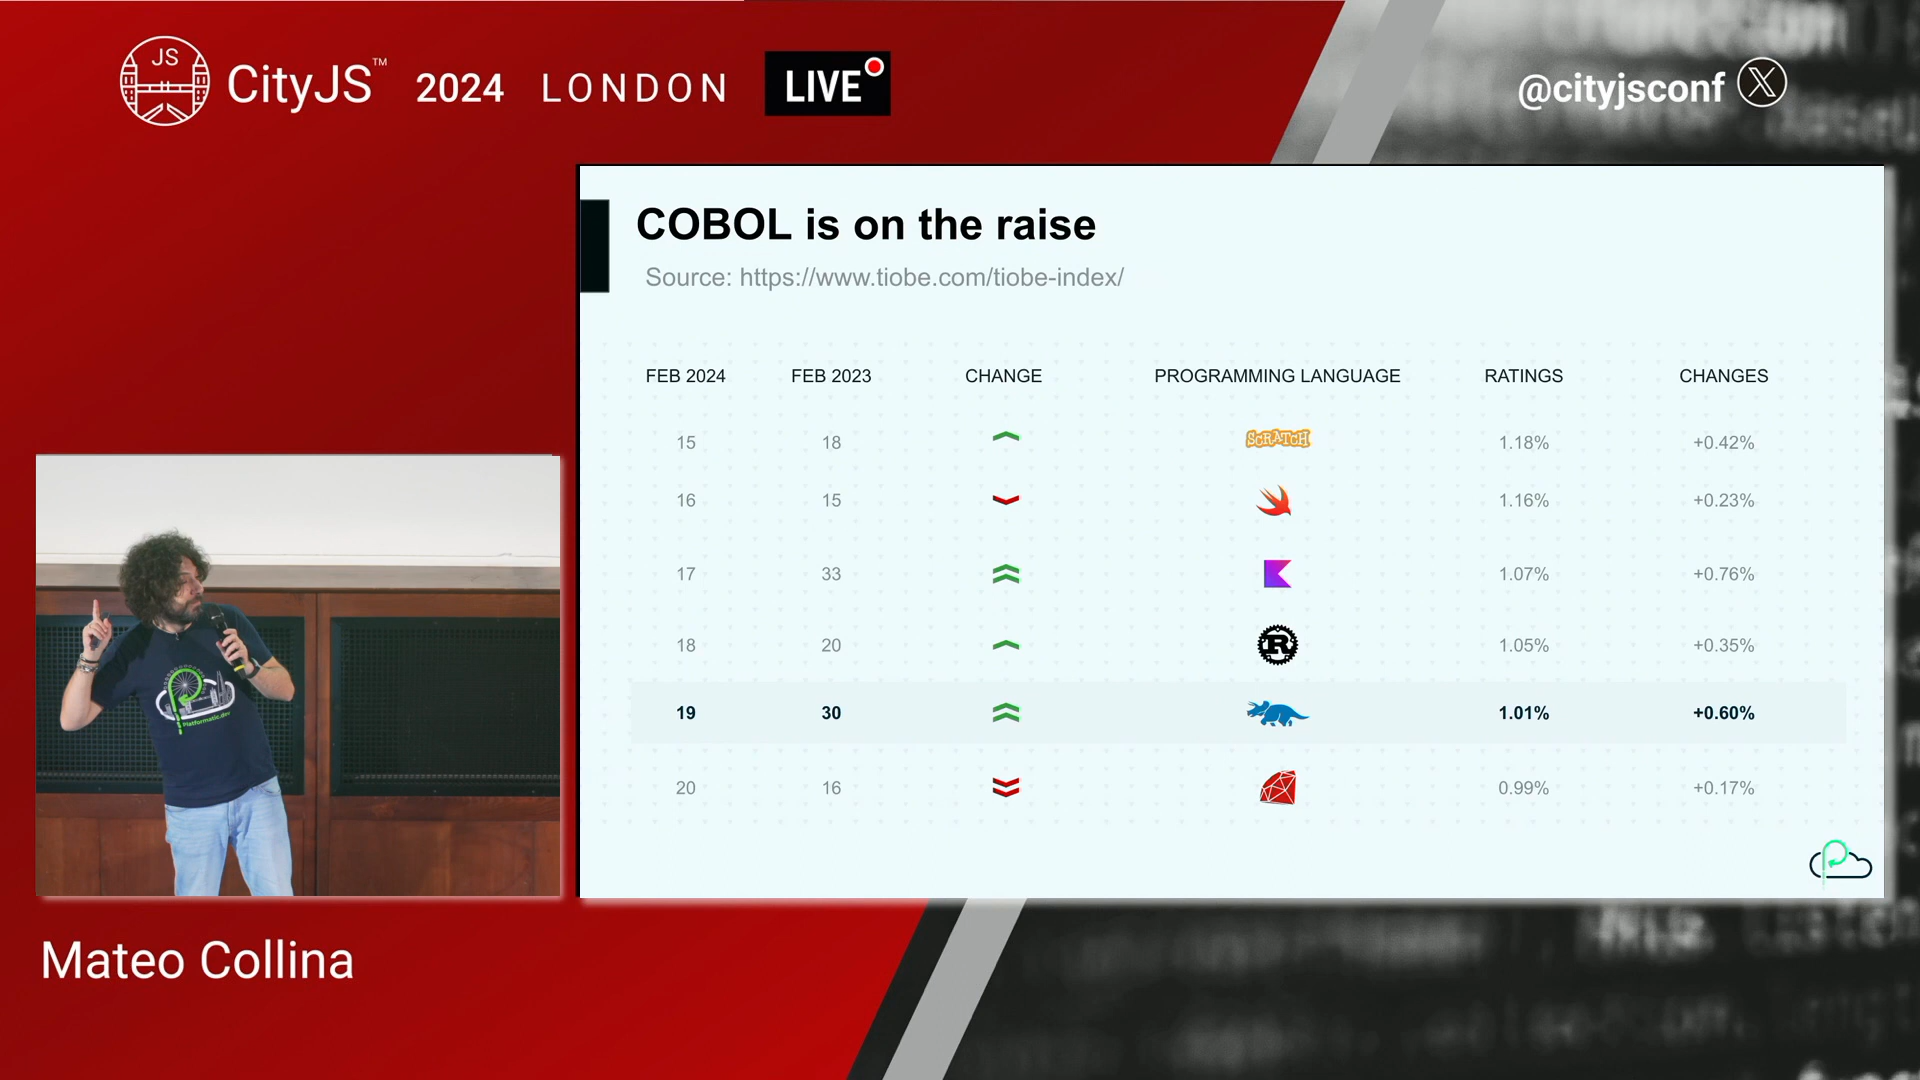 JS
CityJS™ 2024 LONDON LIVE
@cityjsconf X
COBOL is on the raise
Source: https://www.tiobe.com/tiobe-index/
FEB 2024 FEB 2023 CHANGE PROGRAMMING LANGUAGE RATINGS CHANGES
15 18 SCRATCH 1.18% +0.42%
16 15 1.16% +0.23%
17 33 1.07% +0.76%
18 20 R 1.05% +0.35%
19 30 1.01% +0.60%
20 16 0.99% +0.17%
Platformatic.dev
Mateo Collina